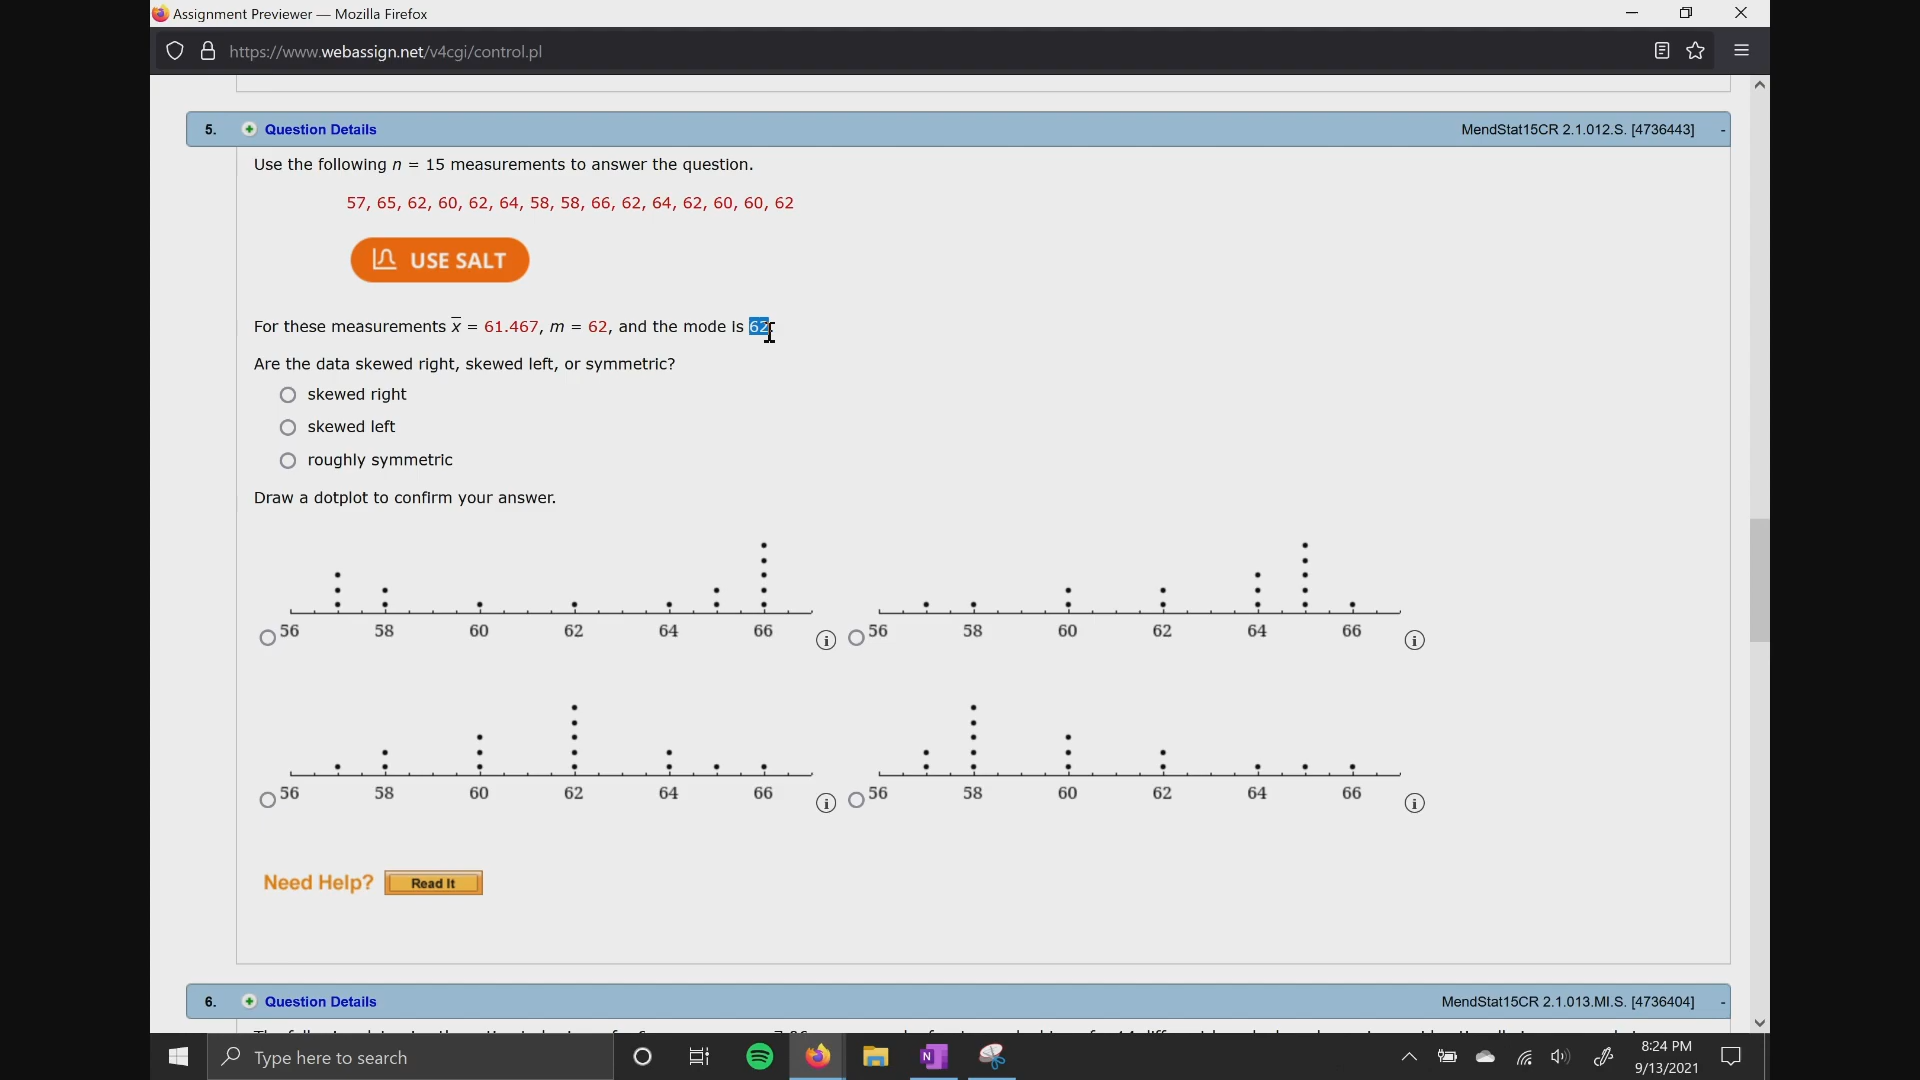 Assignment Previewer — Mozilla Firefox
https://www.webassign.net/v4cgi/control.pl
5. Question Details MendStat15CR 2.1.012.S. [4736443] -
Use the following n = 15 measurements to answer the question.
57, 65, 62, 60, 62, 64, 58, 58, 66, 62, 64, 62, 60, 60, 62
USE SALT
For these measurements x̄ = 61.467, m = 62, and the mode is 62.
Are the data skewed right, skewed left, or symmetric?
skewed right
skewed left
roughly symmetric
Draw a dotplot to confirm your answer.
56 58 60 62 64 66 i 56 58 60 62 64 66 i
56 58 60 62 64 66 i 56 58 60 62 64 66 i
Need Help? Read It
6. Question Details MendStat15CR 2.1.013.MI.S. [4736404] -
Type here to search
N
8:24 PM
9/13/2021